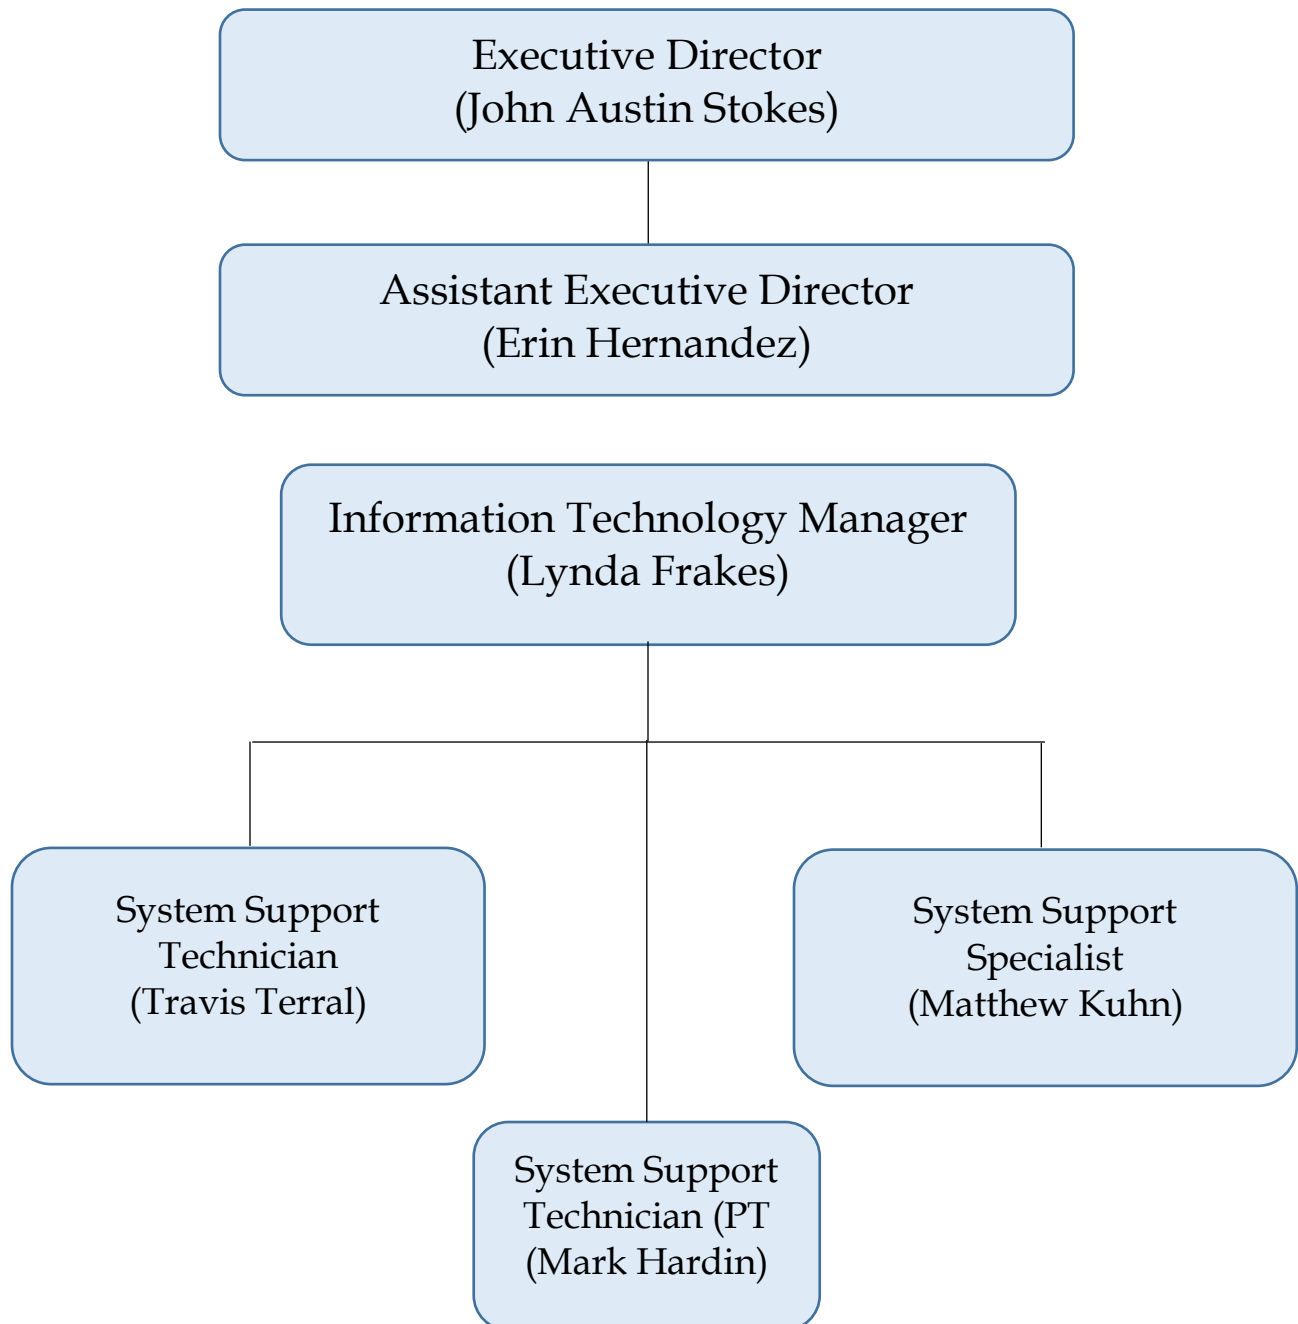 Executive Director
(John Austin Stokes)
Assistant Executive Director
(Erin Hernandez)
Information Technology Manager
(Lynda Frakes)
System Support
Technician
(Travis Terral)
System Support
Specialist
(Matthew Kuhn)
System Support
Technician (PT
(Mark Hardin)